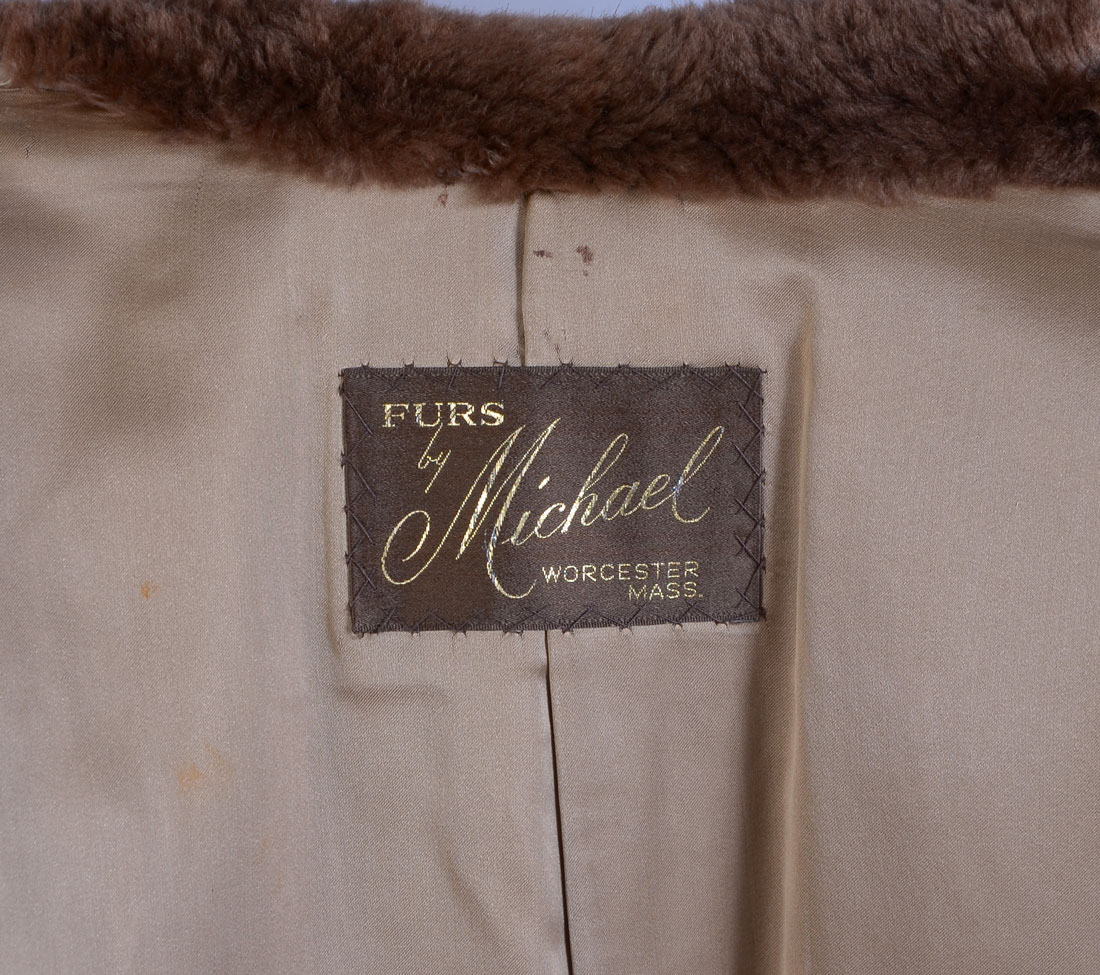 FURS
by Michael
WORCESTER
MASS.